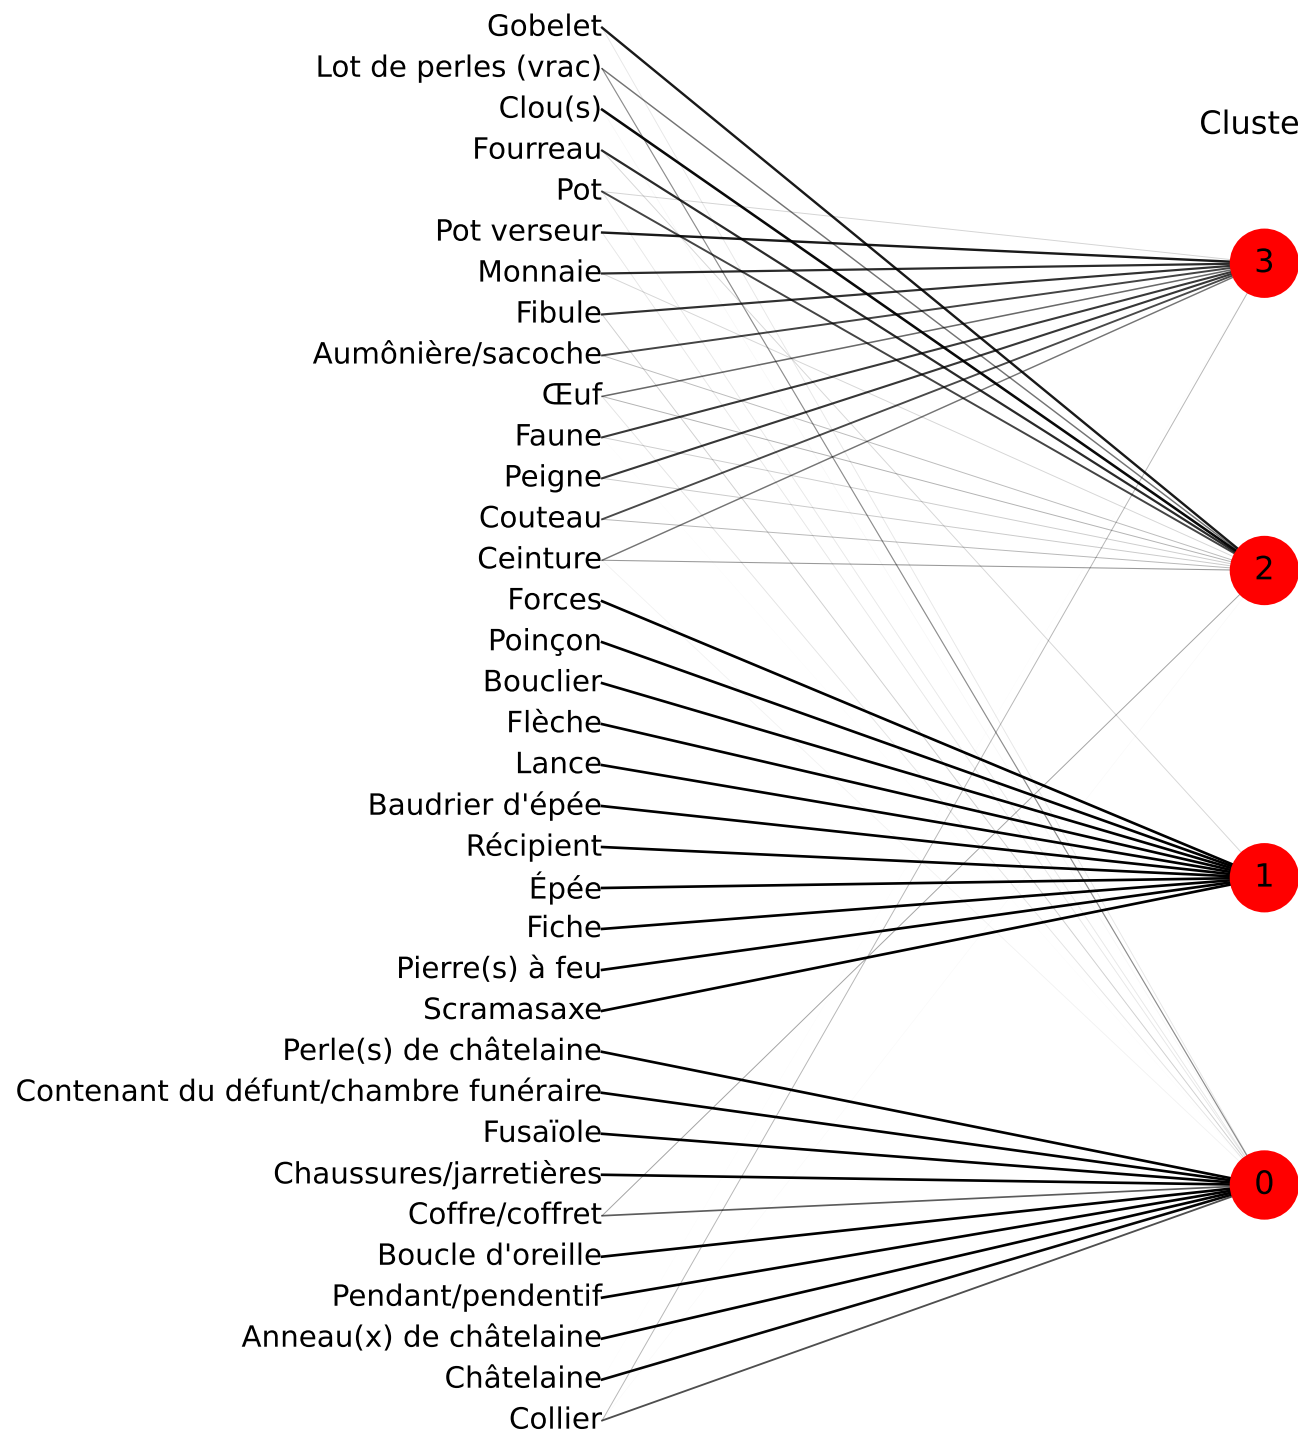 Gobelet
Lot de perles (vrac)
Clou(s)
Cluste
Fourreau
Pot
Pot verseur
3
Monnaie
Fibule
Aumônière/sacoche
Œuf
Faune
Peigne
Couteau
Ceinture
2
Forces
Poinçon
Bouclier
Flèche
Lance
Baudrier d'épée
Récipient
1
Épée
Fiche
Pierre(s) à feu
Scramasaxe
Perle(s) de châtelaine
Contenant du défunt/chambre funéraire
Fusaïole
Chaussures/jarretières
0
Coffre/coffret
Boucle d'oreille
Pendant/pendentif
Anneau(x) de châtelaine
Châtelaine
Collier